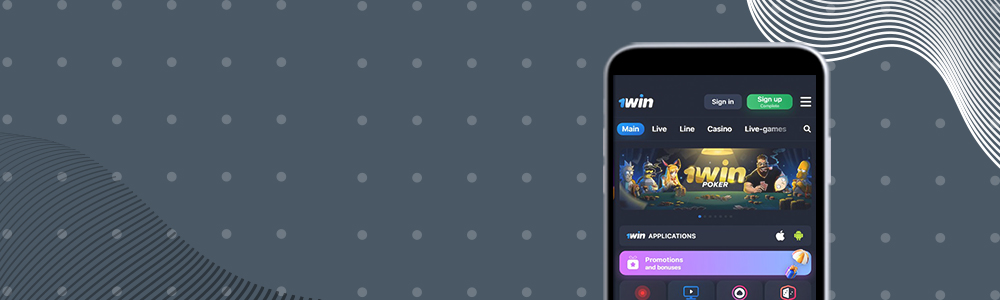 1win
Sign in
Sign up
Complete
Main Live Line Casino Live-games
1win
POKER
1win APPLICATIONS
Promotions
and bonuses